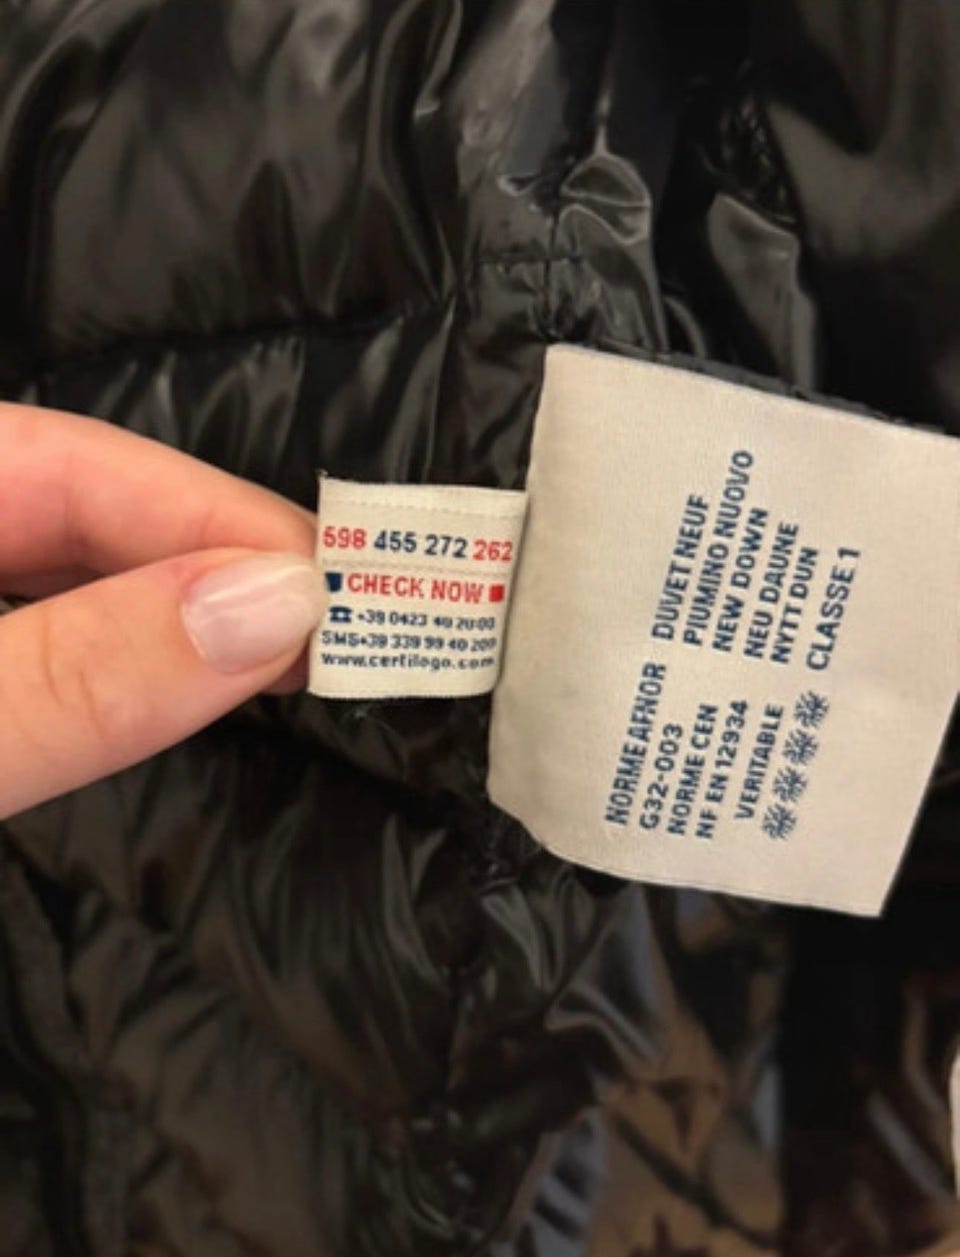 598 455 272 262
CHECK NOW
☎ +39 0423 40 20 00
SMS+39 339 99 40 200
www.certilogo.com
NORME AFNOR
G32-003
NORME CEN
NF EN 12934
VERITABLE
DUVET NEUF
PIUMINO NUOVO
NEW DOWN
NEU DAUNE
NYTT DUN
CLASSE 1